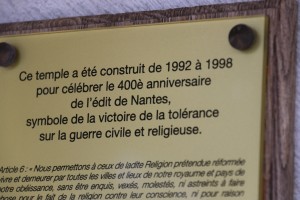 Ce temple a été construit de 1992 à 1998
pour célébrer le 400è anniversaire
de l'édit de Nantes,
symbole de la victoire de la tolérance
sur la guerre civile et religieuse.
Article 6 : « Nous permettons à ceux de ladite Religion prétendue réformée
vivre et demeurer par toutes les villes et lieux de notre royaume et pays de
notre obéissance, sans être enquis, vexés, molestés, ni astreints à faire
chose pour le fait de la religion contre leur conscience, ni pour raison